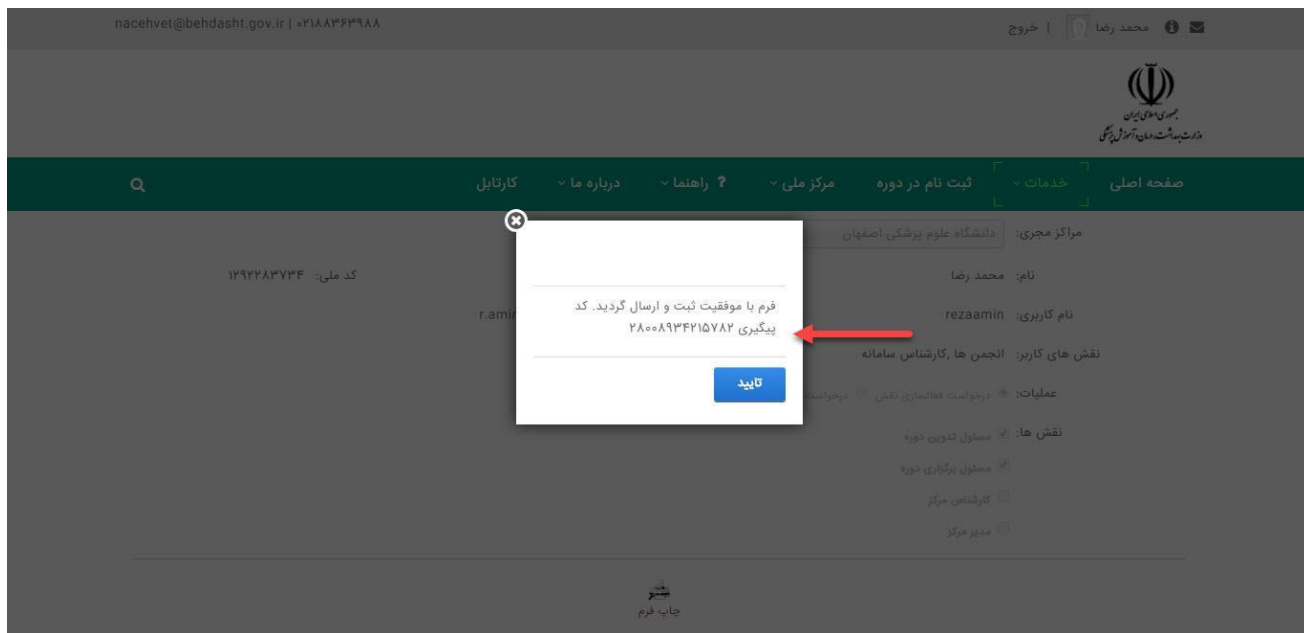 nacehvet@behdasht.gov.ir | ۰۲۱۸۸۳۶۳۹۸۸
محمد رضا | خروج
جمهوری اسلامی ایران
وزارت بهداشت، درمان و آموزش پزشکی
صفحه اصلی خدمات ثبت نام در دوره مرکز ملی ? راهنما درباره ما کارتابل
مراکز مجری: دانشگاه علوم پزشکی اصفهان
نام: محمد رضا کد ملی: ۱۲۹۲۲۸۳۷۳۴
فرم با موفقیت ثبت و ارسال گردید. کد
پیگیری ۲۸۰۰۸۹۳۴۲۱۵۷۸۲
تایید
نام کاربری: rezaamin r.amin
نقش های کاربر: انجمن ها ,کارشناس سامانه
عملیات: درخواست فعالسازی نقش
نقش ها: مسئول تدوین دوره
مسئول برگزاری دوره
کارشناس مرکز
مدیر مرکز
چاپ فرم